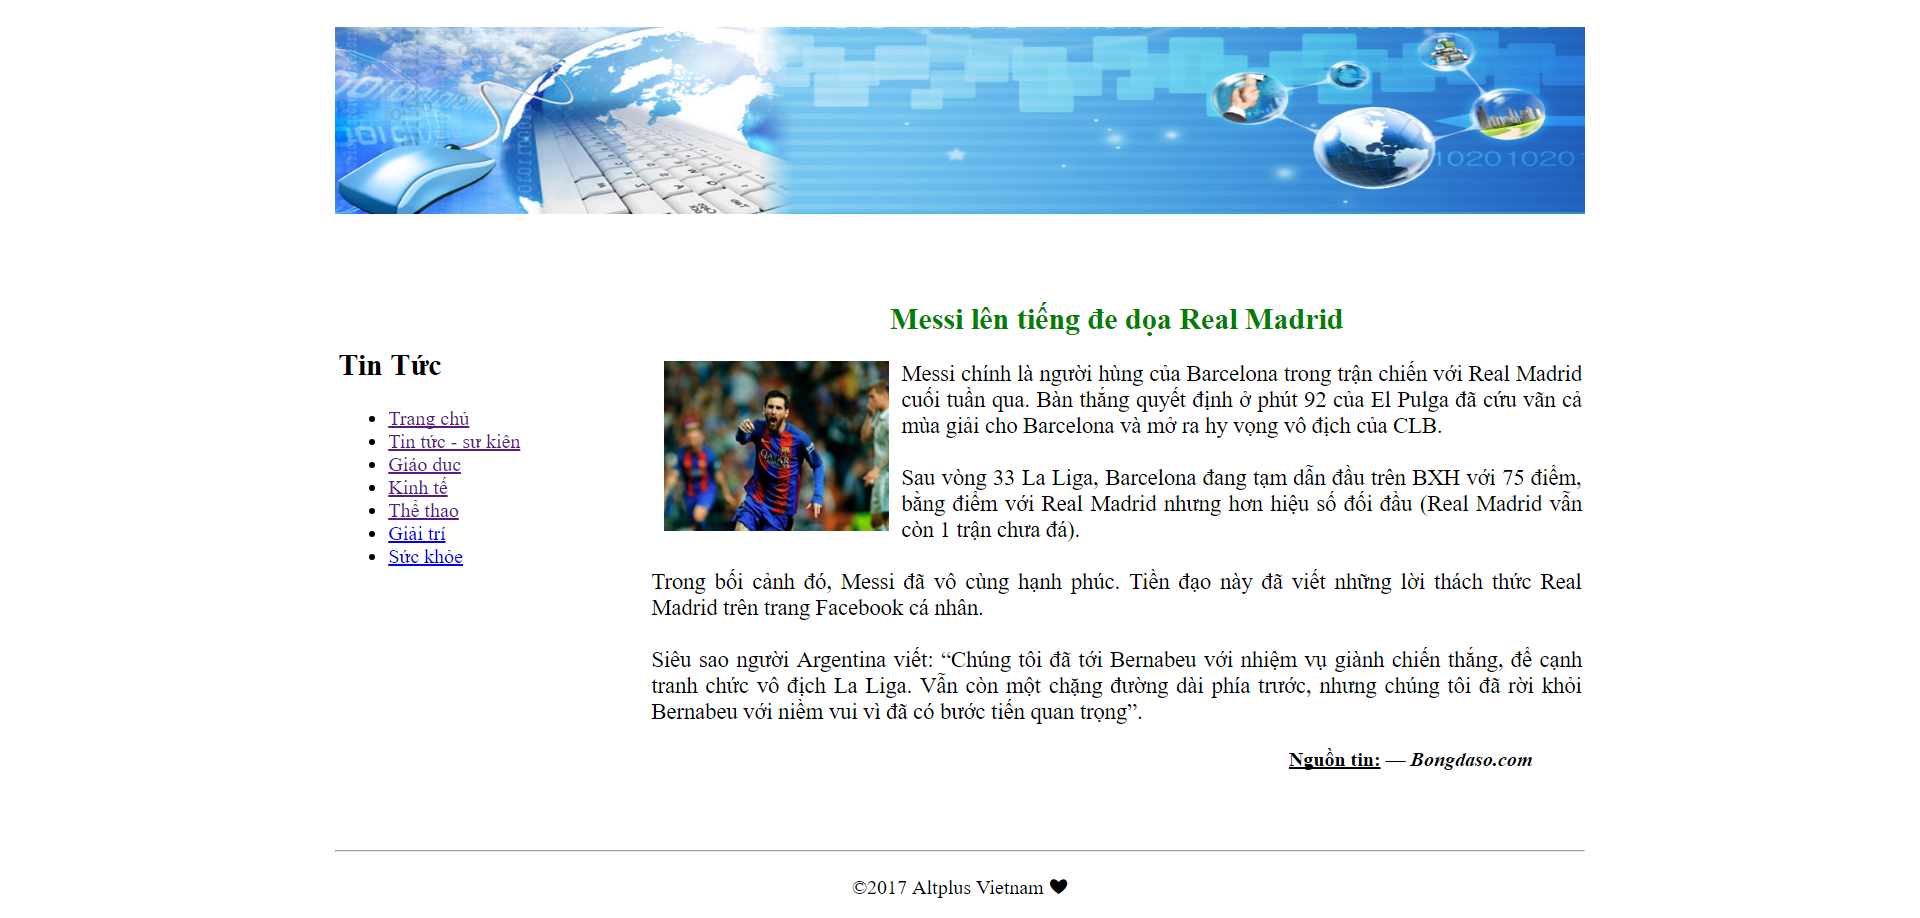 Messi lên tiếng đe dọa Real Madrid
Tin Tức
Trang chủ
Tin tức - sự kiện
Giáo dục
Kinh tế
Thể thao
Giải trí
Sức khỏe
Messi chính là người hùng của Barcelona trong trận chiến với Real Madrid
cuối tuần qua. Bàn thắng quyết định ở phút 92 của El Pulga đã cứu vãn cả
mùa giải cho Barcelona và mở ra hy vọng vô địch của CLB.
Sau vòng 33 La Liga, Barcelona đang tạm dẫn đầu trên BXH với 75 điểm,
bằng điểm với Real Madrid nhưng hơn hiệu số đối đầu (Real Madrid vẫn
còn 1 trận chưa đá).
Trong bối cảnh đó, Messi đã vô cùng hạnh phúc. Tiền đạo này đã viết những lời thách thức Real
Madrid trên trang Facebook cá nhân.
Siêu sao người Argentina viết: “Chúng tôi đã tới Bernabeu với nhiệm vụ giành chiến thắng, để cạnh
tranh chức vô địch La Liga. Vẫn còn một chặng đường dài phía trước, nhưng chúng tôi đã rời khỏi
Bernabeu với niềm vui vì đã có bước tiến quan trọng”.
Nguồn tin: — Bongdaso.com
©2017 Altplus Vietnam ♥